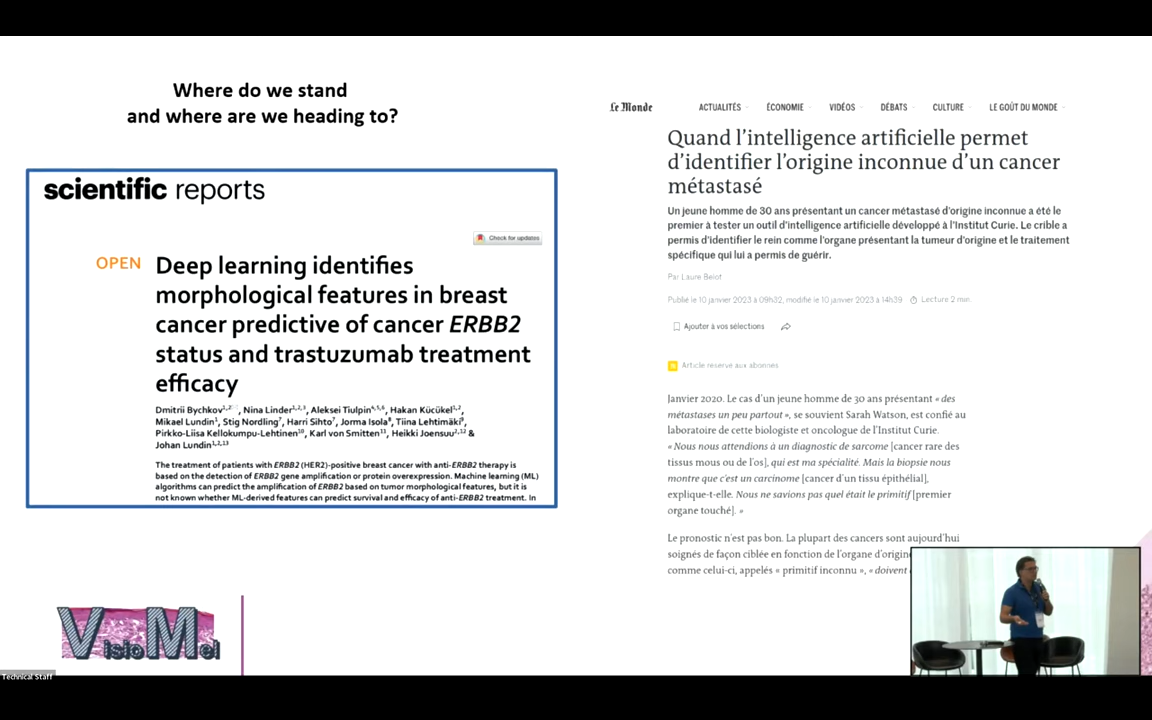 Where do we stand
and where are we heading to?
scientific reports
Check for updates
OPEN
Deep learning identifies
morphological features in breast
cancer predictive of cancer ERBB2
status and trastuzumab treatment
efficacy
Dmitrii Bychkov, Nina Linder, Aleksei Tiulpin, Hakan Kücükel,
Mikael Lundin, Stig Nordling, Harri Sihto, Jorma Isola, Tiina Lehtimäki,
Pirkko-Liisa Kellokumpu-Lehtinen, Karl von Smitten, Heikki Joensuu &
Johan Lundin
The treatment of patients with ERBB2 (HER2)-positive breast cancer with anti-ERBB2 therapy is
based on the detection of ERBB2 gene amplification or protein overexpression. Machine learning (ML)
algorithms can predict the amplification of ERBB2 based on tumor morphological features, but it is
not known whether ML-derived features can predict survival and efficacy of anti-ERBB2 treatment. In
VisioMel
Technical Staff
Le Monde
ACTUALITÉS ÉCONOMIE VIDÉOS DÉBATS CULTURE LE GOÛT DU MONDE
Quand l'intelligence artificielle permet
d'identifier l'origine inconnue d'un cancer
métastasé
Un jeune homme de 30 ans présentant un cancer métastasé d'origine inconnue a été le
premier à tester un outil d'intelligence artificielle développé à l'Institut Curie. Le crible a
permis d'identifier le rein comme l'organe présentant la tumeur d'origine et le traitement
spécifique qui lui a permis de guérir.
Par Laure Belot
Publié le 10 janvier 2023 à 09h32, modifié le 10 janvier 2023 à 14h39 Lecture 2 min.
Ajouter à vos sélections
Article réservé aux abonnés
Janvier 2020. Le cas d'un jeune homme de 30 ans présentant « des
métastases un peu partout », se souvient Sarah Watson, est confié au
laboratoire de cette biologiste et oncologue de l'Institut Curie.
« Nous nous attendions à un diagnostic de sarcome [cancer rare des
tissus mous ou de l'os], qui est ma spécialité. Mais la biopsie nous
montre que c'est un carcinome [cancer d'un tissu épithélial],
explique-t-elle. Nous ne savions pas quel était le primitif [premier
organe touché]. »
Le pronostic n'est pas bon. La plupart des cancers sont aujourd'hui
soignés de façon ciblée en fonction de l'organe d'origine
comme celui-ci, appelés « primitif inconnu », « doivent